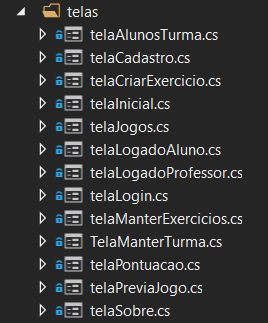 telas
telaAlunosTurma.cs
telaCadastro.cs
telaCriarExercicio.cs
telaInicial.cs
telaJogos.cs
telaLogadoAluno.cs
telaLogadoProfessor.cs
telaLogin.cs
telaManterExercicios.cs
TelaManterTurma.cs
telaPontuacao.cs
telaPreviaJogo.cs
telaSobre.cs